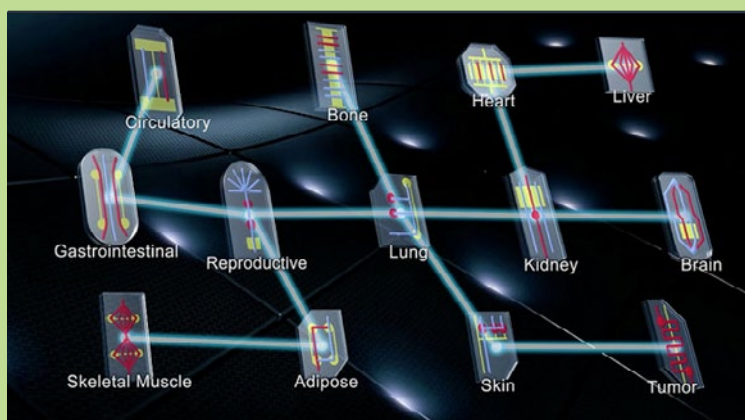 Circulatory
Bone
Heart
Liver
Gastrointestinal
Reproductive
Lung
Kidney
Brain
Skeletal Muscle
Adipose
Skin
Tumor